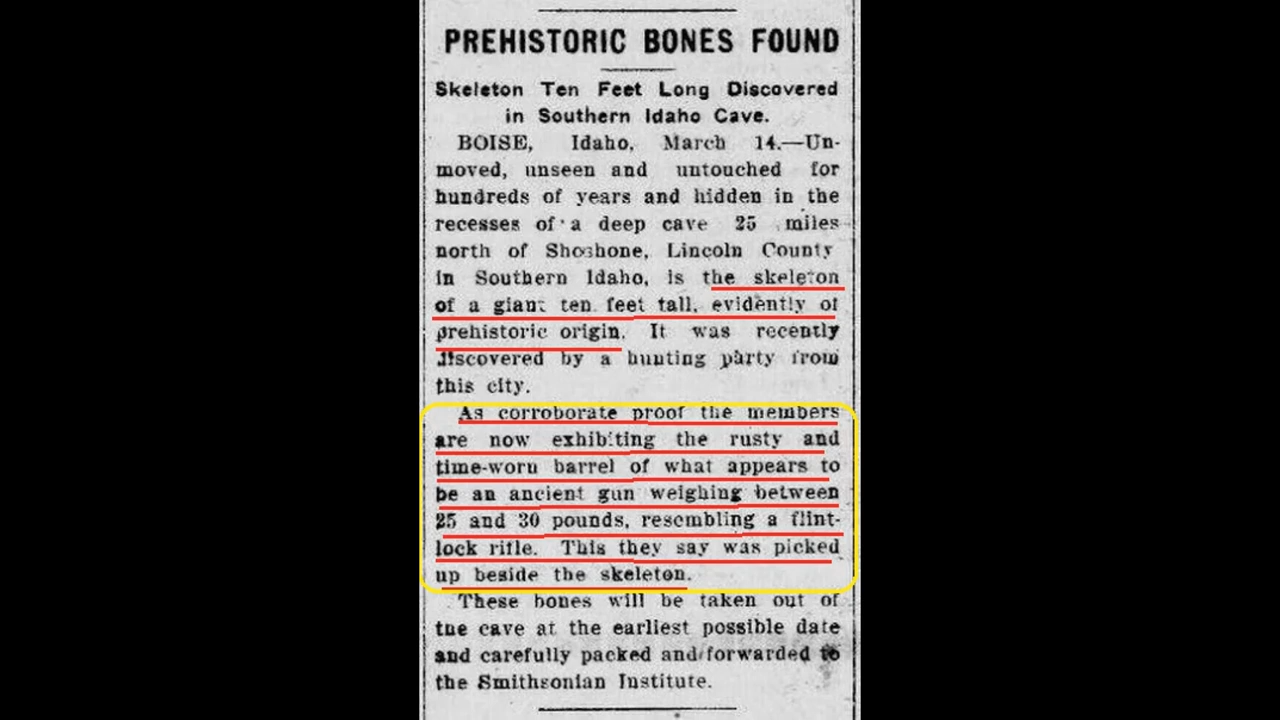 PREHISTORIC BONES FOUND
Skeleton Ten Feet Long Discovered
in Southern Idaho Cave.
BOISE, Idaho, March 14.—Un-
moved, unseen and untouched for
hundreds of years and hidden in the
recesses of a deep cave 25 miles
north of Shoshone, Lincoln County
in Southern Idaho, is the skeleton
of a giant ten feet tall, evidently of
prehistoric origin. It was recently
discovered by a hunting party from
this city.
As corroborate proof the members
are now exhibiting the rusty and
time-worn barrel of what appears to
be an ancient gun weighing between
25 and 30 pounds, resembling a flint-
lock rifle. This they say was picked
up beside the skeleton.
These bones will be taken out of
the cave at the earliest possible date
and carefully packed and forwarded to
the Smithsonian Institute.